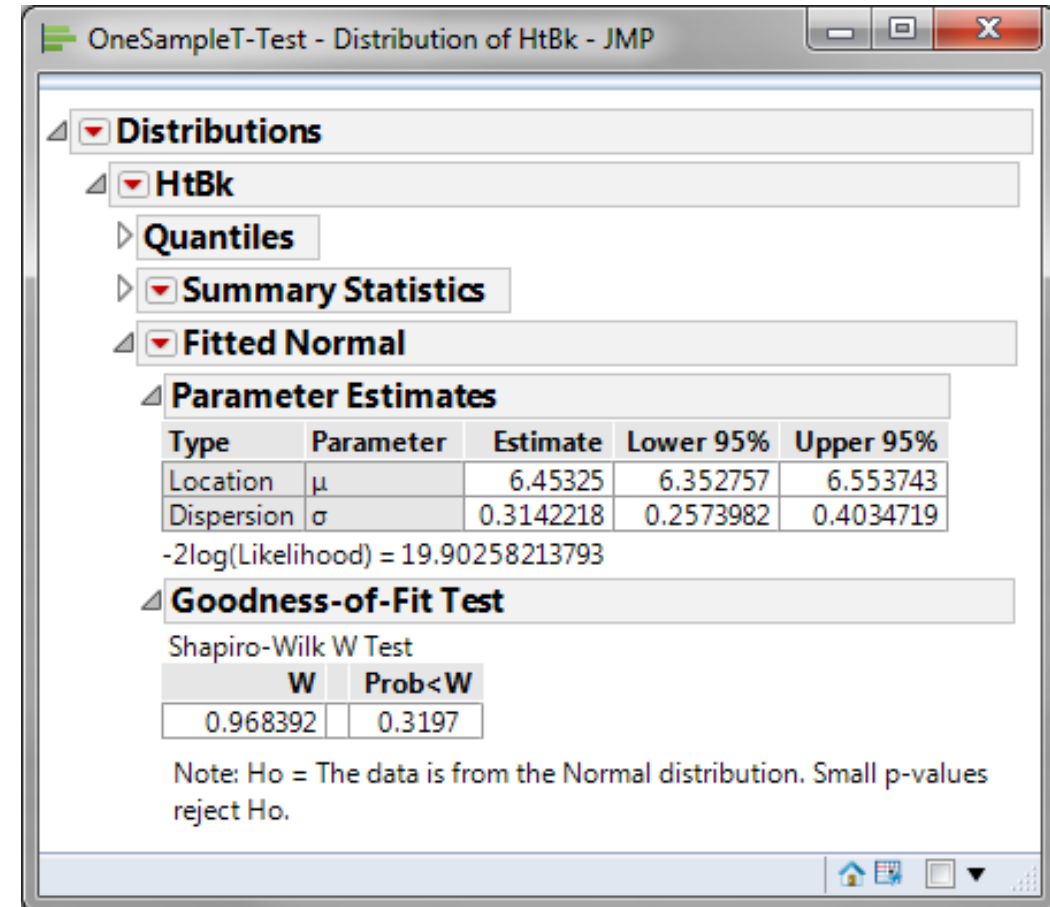 OneSampleT-Test - Distribution of HtBk - JMP
Distributions
HtBk
Quantiles
Summary Statistics
Fitted Normal
Parameter Estimates
Type Parameter Estimate Lower 95% Upper 95%
Location μ 6.45325 6.352757 6.553743
Dispersion σ 0.3142218 0.2573982 0.4034719
-2log(Likelihood) = 19.90258213793
Goodness-of-Fit Test
Shapiro-Wilk W Test
W Prob<W
0.968392 0.3197
Note: Ho = The data is from the Normal distribution. Small p-values
reject Ho.